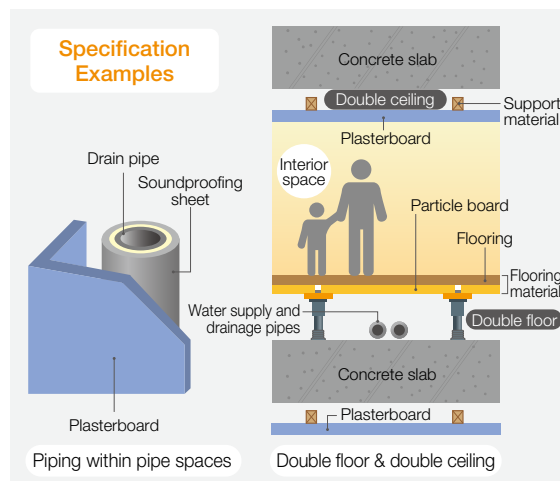 Specification
Examples
Drain pipe
Soundproofing
sheet
Plasterboard
Piping within pipe spaces
Concrete slab
Double ceiling
Support
material
Plasterboard
Interior
space
Particle board
Flooring
Flooring
material
Water supply and
drainage pipes
Double floor
Concrete slab
Plasterboard
Double floor & double ceiling